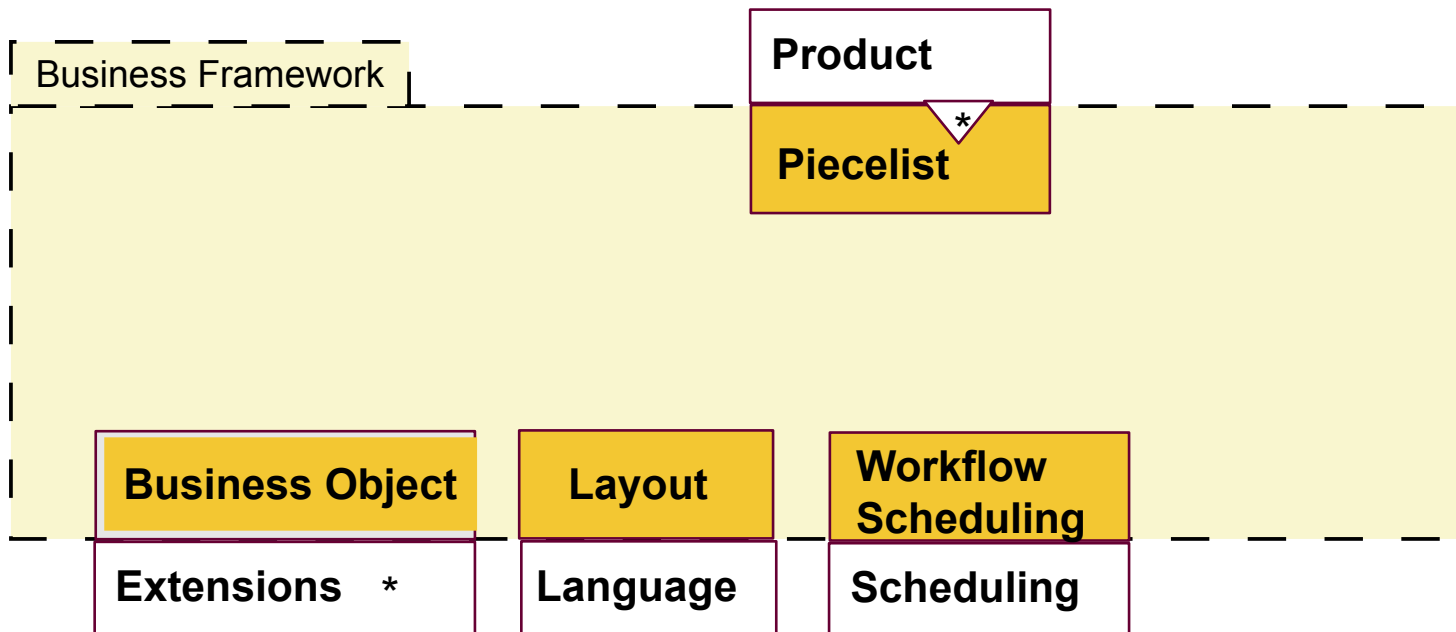 Product
Business Framework
*
Piecelist
Business Object
Layout
Workflow
Scheduling
Extensions *
Language
Scheduling